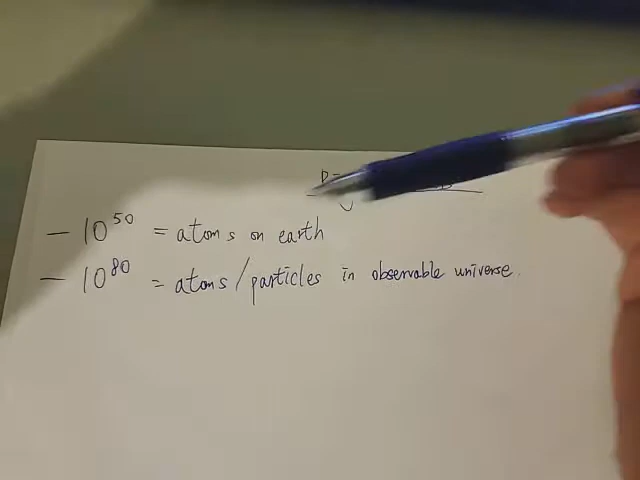 - 10^50 = atoms on earth
- 10^80 = atoms/particles in observable universe.